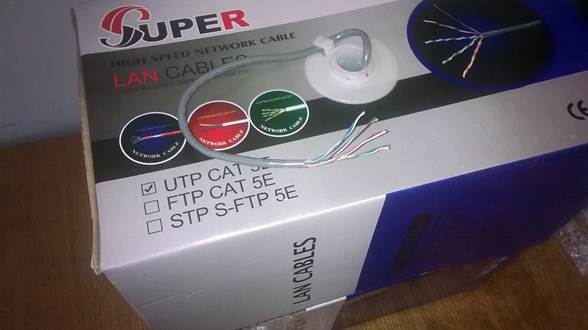 SUPER
HIGH SPEED NETWORK CABLE
LAN CABLES
NETWORK CABLE
NETWORK CABLE
NETWORK CABLE
CE
UTP CAT 5E
FTP CAT 5E
STP S-FTP 5E
LAN CABLES